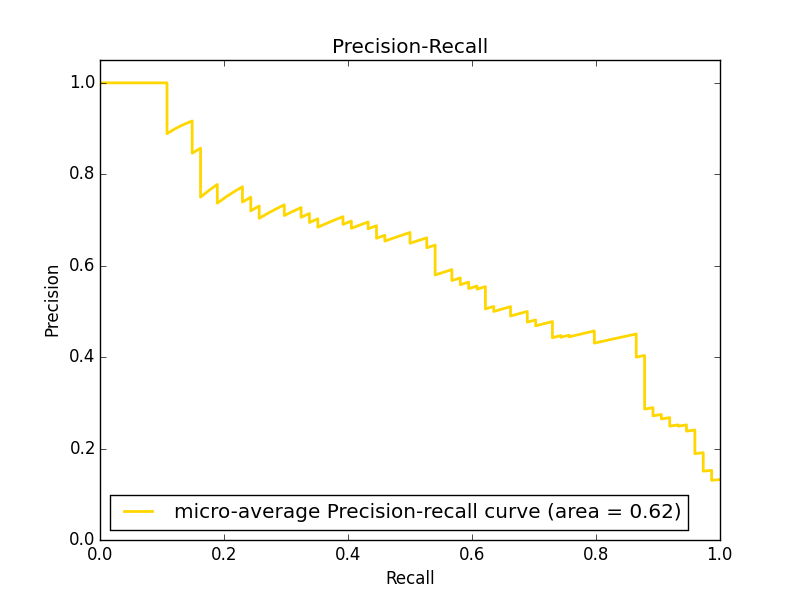 Precision-Recall
1.0
0.8
0.6
0.4
0.2
0.0
Precision
micro-average Precision-recall curve (area = 0.62)
0.0 0.2 0.4 0.6 0.8 1.0
Recall